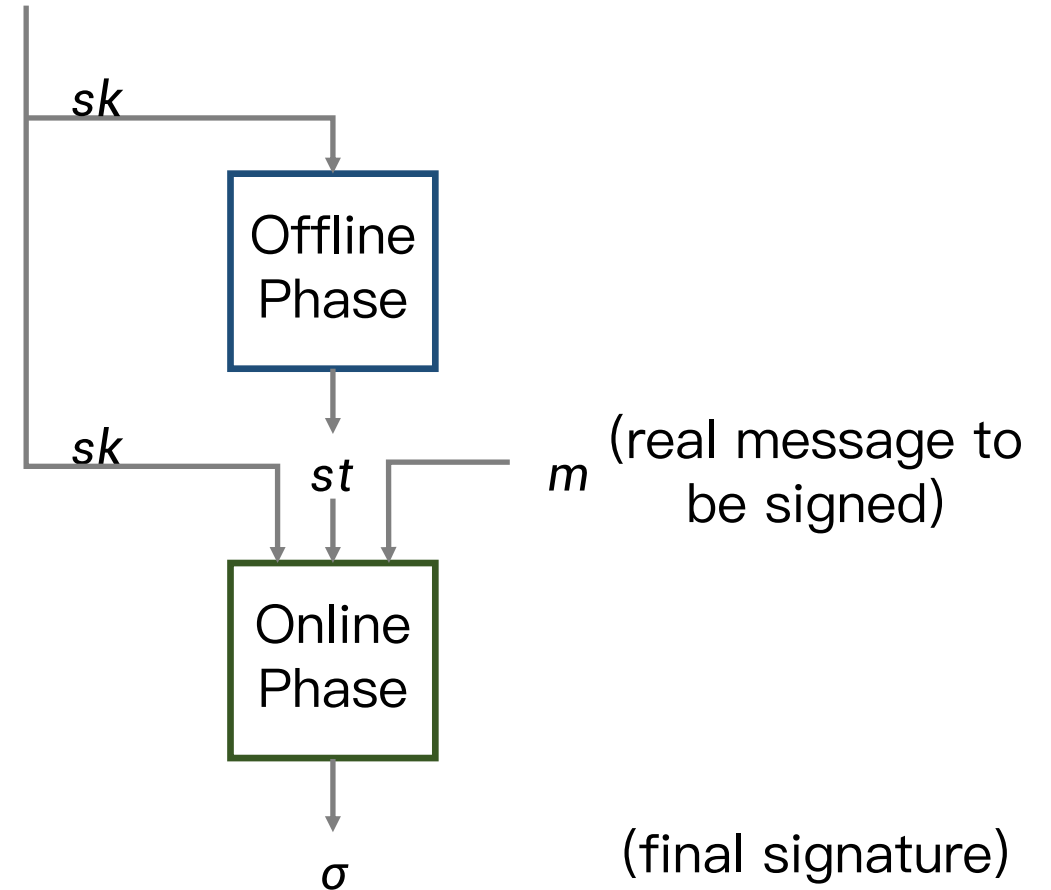 sk
Offline
Phase
sk
st
m
(real message to
be signed)
Online
Phase
σ
(final signature)